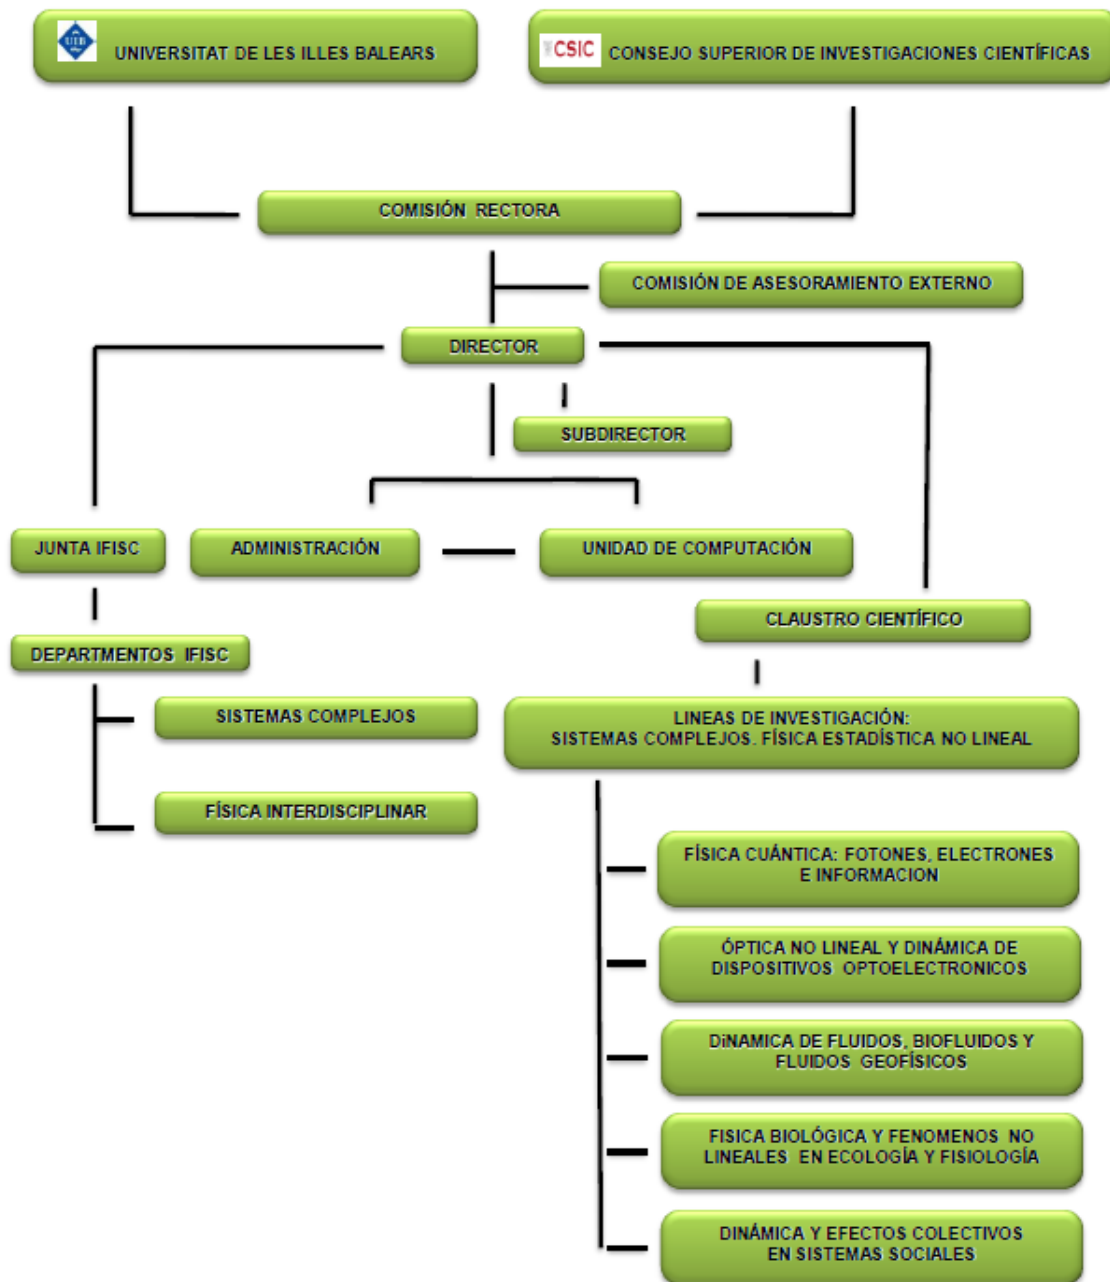 UIB
UNIVERSITAT DE LES ILLES BALEARS
CSIC
CONSEJO SUPERIOR DE INVESTIGACIONES CIENTÍFICAS
COMISIÓN RECTORA
COMISIÓN DE ASESORAMIENTO EXTERNO
DIRECTOR
SUBDIRECTOR
JUNTA IFISC
ADMINISTRACIÓN
UNIDAD DE COMPUTACIÓN
CLAUSTRO CIENTÍFICO
DEPARTMENTOS IFISC
SISTEMAS COMPLEJOS
FÍSICA INTERDISCIPLINAR
LINEAS DE INVESTIGACIÓN:
SISTEMAS COMPLEJOS. FÍSICA ESTADÍSTICA NO LINEAL
FÍSICA CUÁNTICA: FOTONES, ELECTRONES
E INFORMACION
ÓPTICA NO LINEAL Y DINÁMICA DE
DISPOSITIVOS OPTOELECTRONICOS
DiNAMICA DE FLUIDOS, BIOFLUIDOS Y
FLUIDOS GEOFÍSICOS
FISICA BIOLÓGICA Y FENOMENOS NO
LINEALES EN ECOLOGÍA Y FISIOLOGÍA
DINÁMICA Y EFECTOS COLECTIVOS
EN SISTEMAS SOCIALES